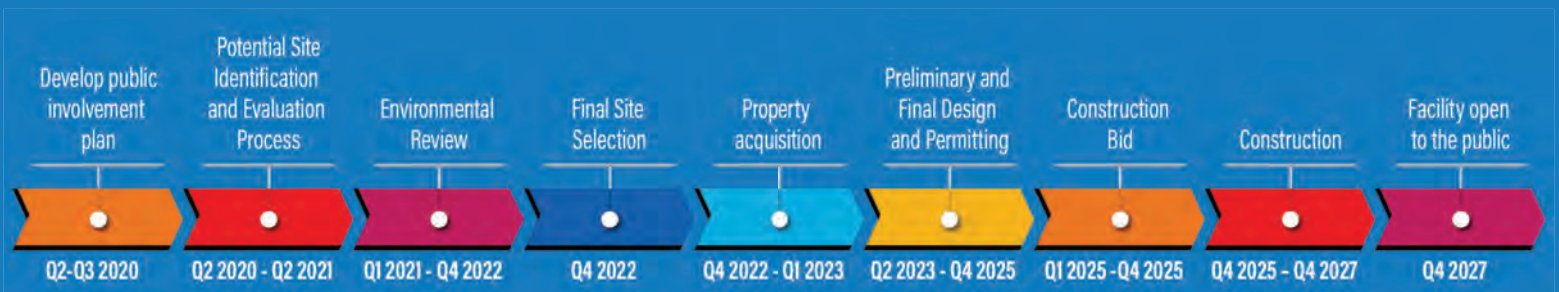 Develop public
involvement
plan
Potential Site
Identification
and Evaluation
Process
Environmental
Review
Final Site
Selection
Property
acquisition
Preliminary and
Final Design
and Permitting
Construction
Bid
Construction
Facility open
to the public
Q2-Q3 2020
Q2 2020 - Q2 2021
Q1 2021 - Q4 2022
Q4 2022
Q4 2022 - Q1 2023
Q2 2023 - Q4 2025
Q1 2025 -Q4 2025
Q4 2025 – Q4 2027
Q4 2027